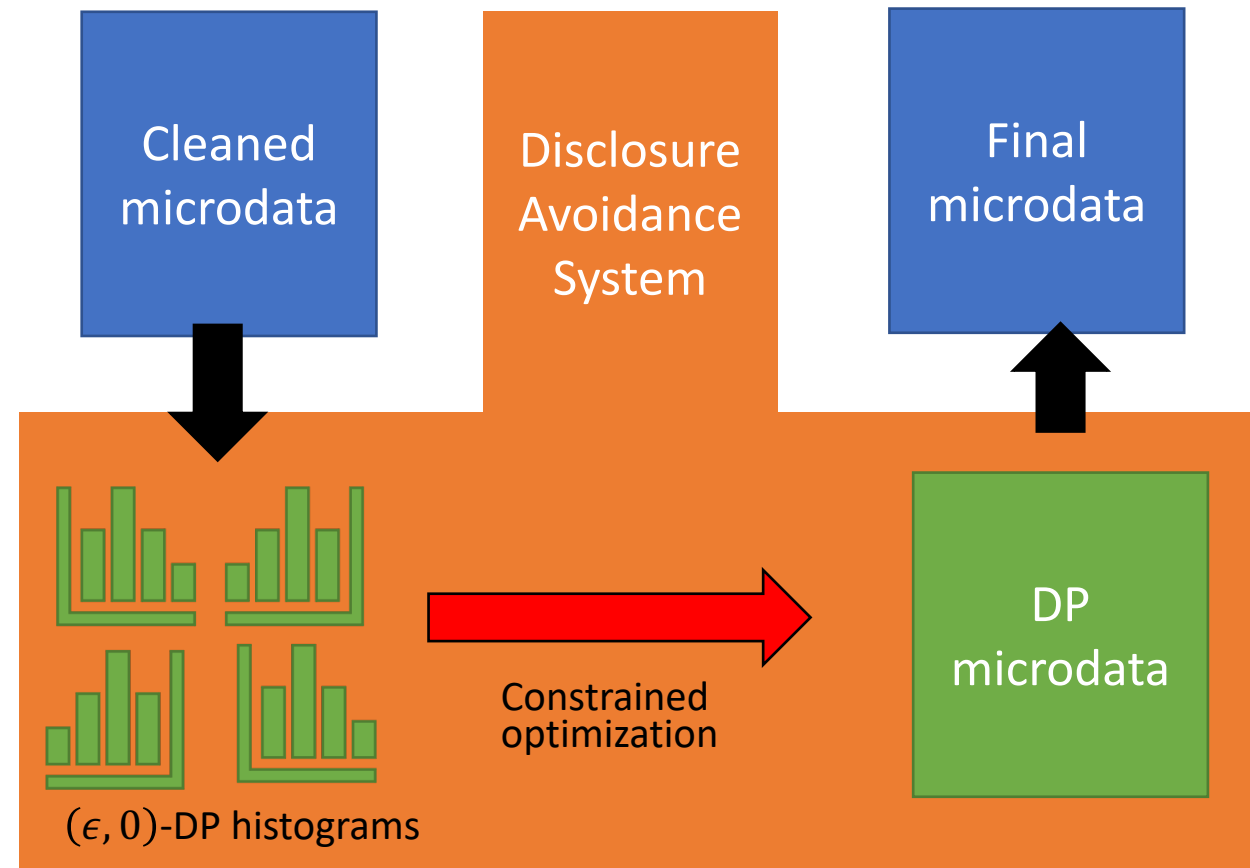 Cleaned
microdata
Disclosure
Avoidance
System
Final
microdata
(ϵ, 0)-DP histograms
Constrained
optimization
DP
microdata